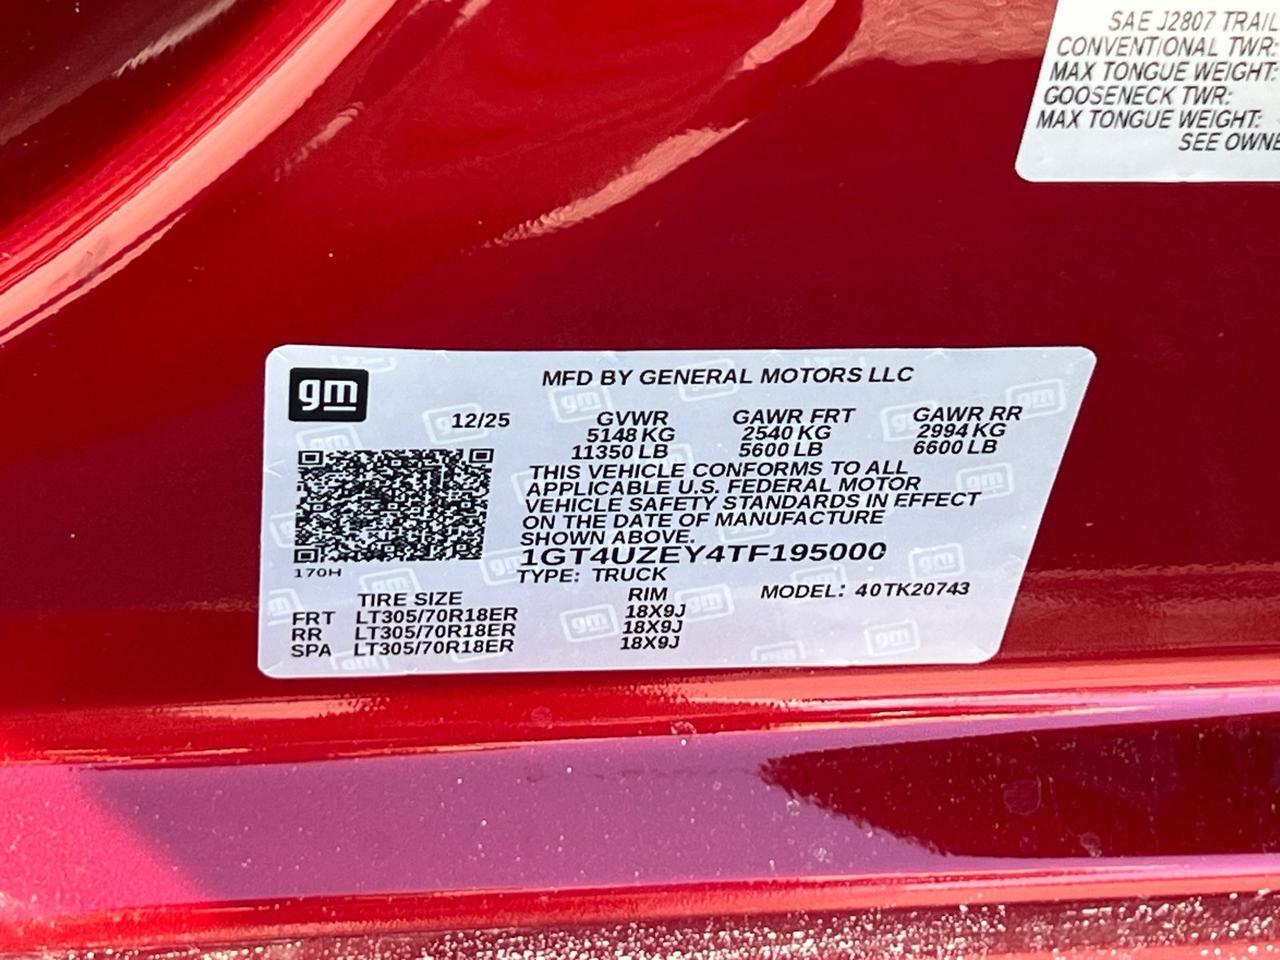 SAE J2807 TRAIL
CONVENTIONAL TWR:
MAX TONGUE WEIGHT:
GOOSENECK TWR:
MAX TONGUE WEIGHT:
SEE OWNE
gm
MFD BY GENERAL MOTORS LLC
12/25 GVWR GAWR FRT GAWR RR
5148 KG 2540 KG 2994 KG
11350 LB 5600 LB 6600 LB
THIS VEHICLE CONFORMS TO ALL
APPLICABLE U.S. FEDERAL MOTOR
VEHICLE SAFETY STANDARDS IN EFFECT
ON THE DATE OF MANUFACTURE
SHOWN ABOVE.
1GT4UZEY4TF195000
170H
TYPE: TRUCK
TIRE SIZE RIM MODEL: 40TK20743
FRT LT305/70R18ER 18X9J
RR LT305/70R18ER 18X9J
SPA LT305/70R18ER 18X9J